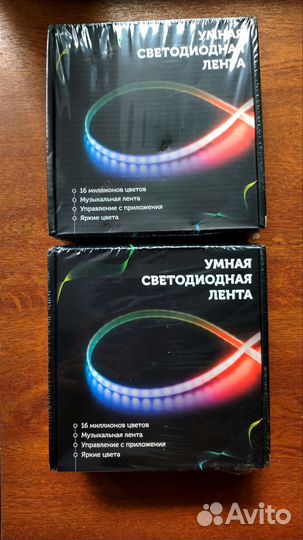 УМНАЯ
СВЕТОДИОДНАЯ
ЛЕНТА
16 миллионов цветов
Музыкальная лента
Управление с приложения
Яркие цвета
УМНАЯ
СВЕТОДИОДНАЯ
ЛЕНТА
16 миллионов цветов
Музыкальная лента
Управление с приложения
Яркие цвета
Avito